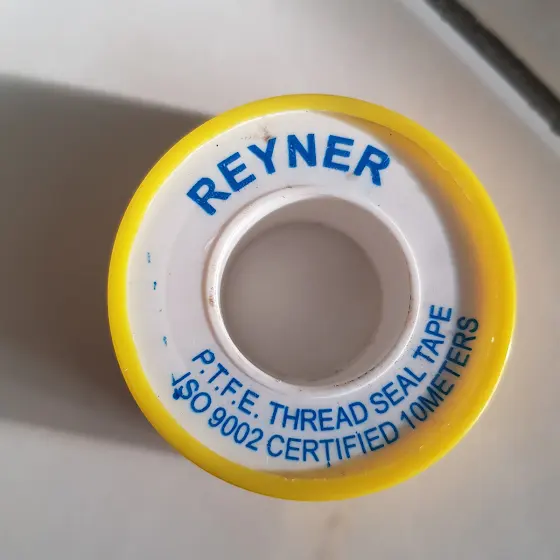 REYNER
P.T.F.E. THREAD SEAL TAPE
ISO 9002 CERTIFIED 10METERS